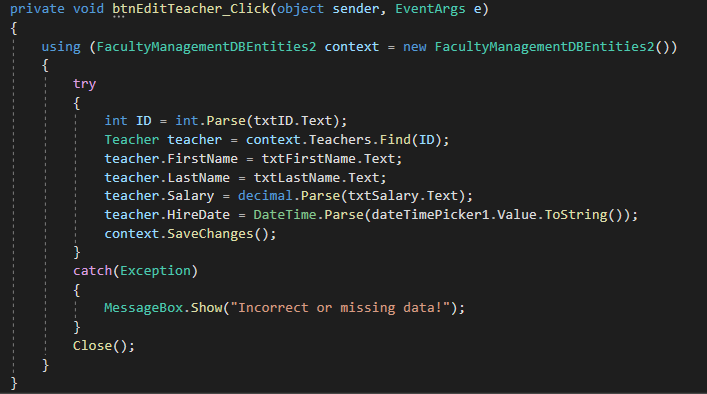 private void btnEditTeacher_Click(object sender, EventArgs e)
{
    using (FacultyManagementDBEntities2 context = new FacultyManagementDBEntities2())
    {
        try
        {
            int ID = int.Parse(txtID.Text);
            Teacher teacher = context.Teachers.Find(ID);
            teacher.FirstName = txtFirstName.Text;
            teacher.LastName = txtLastName.Text;
            teacher.Salary = decimal.Parse(txtSalary.Text);
            teacher.HireDate = DateTime.Parse(dateTimePicker1.Value.ToString());
            context.SaveChanges();
        }
        catch(Exception)
        {
            MessageBox.Show("Incorrect or missing data!");
        }
        Close();
    }
}